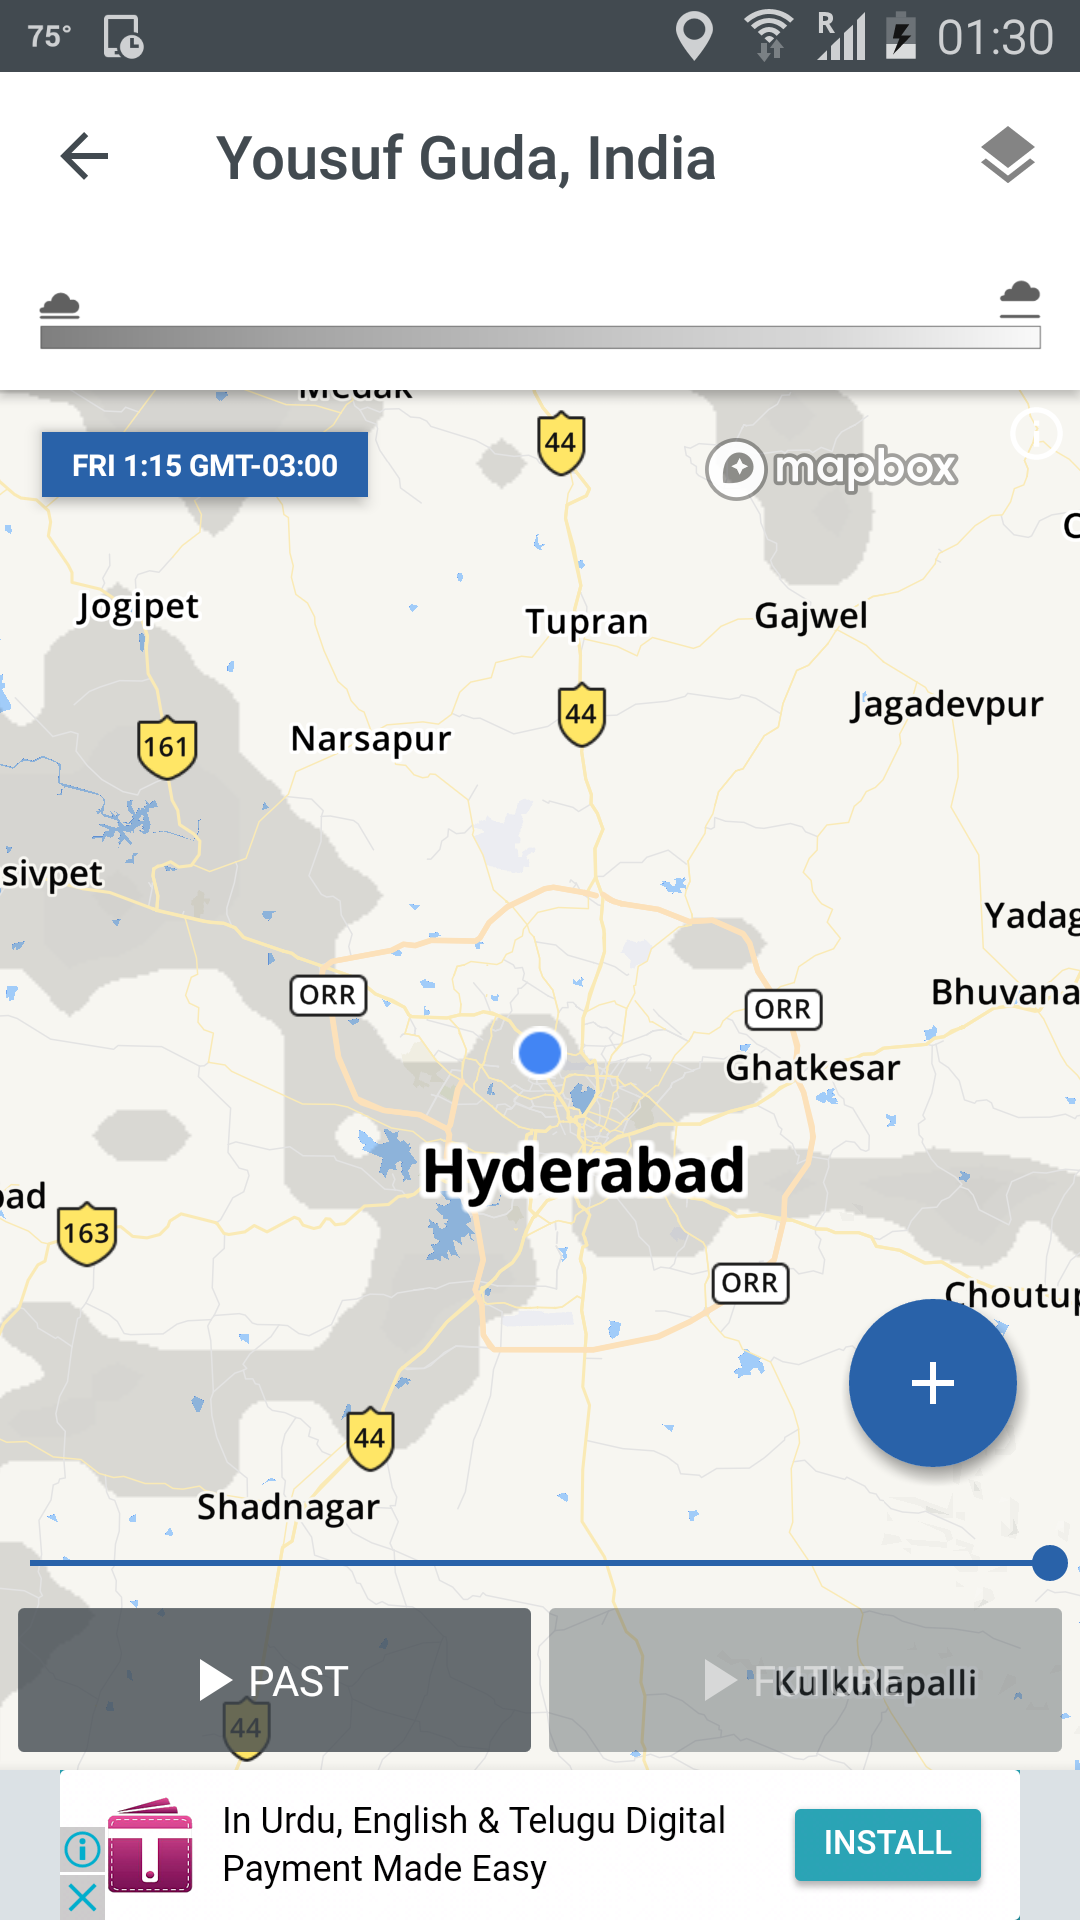 75°
R
01:30
Yousuf Guda, India
Medak
FRI 1:15 GMT-03:00
44
mapbox
Jogipet
Tupran
Gajwel
Jagadevpur
44
161
Narsapur
sivpet
Yadag
ORR
ORR
Bhuvana
Ghatkesar
Hyderabad
ad
163
ORR
Choutup
44
Shadnagar
PAST
FUTURE
Kulkulapalli
44
In Urdu, English & Telugu Digital
Payment Made Easy
INSTALL